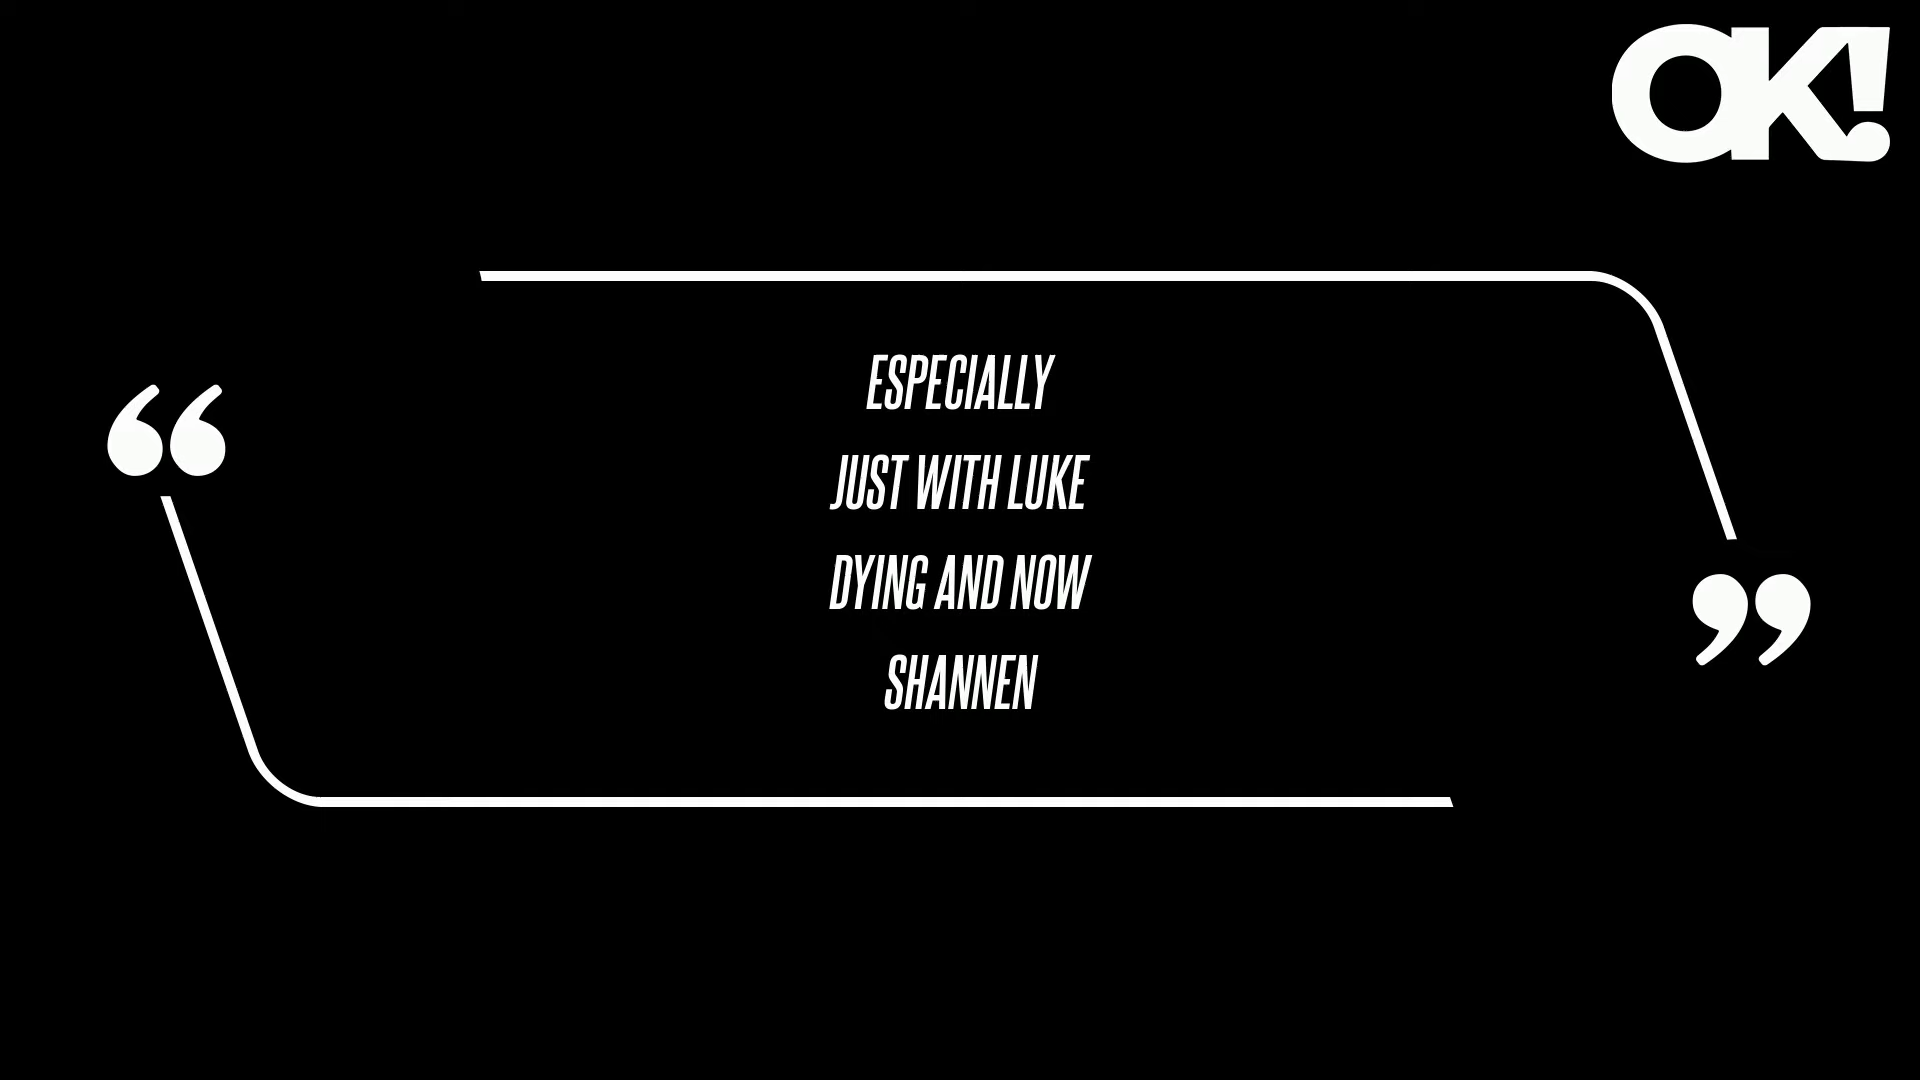 OK!
“
ESPECIALLY
JUST WITH LUKE
DYING AND NOW
SHANNEN
”